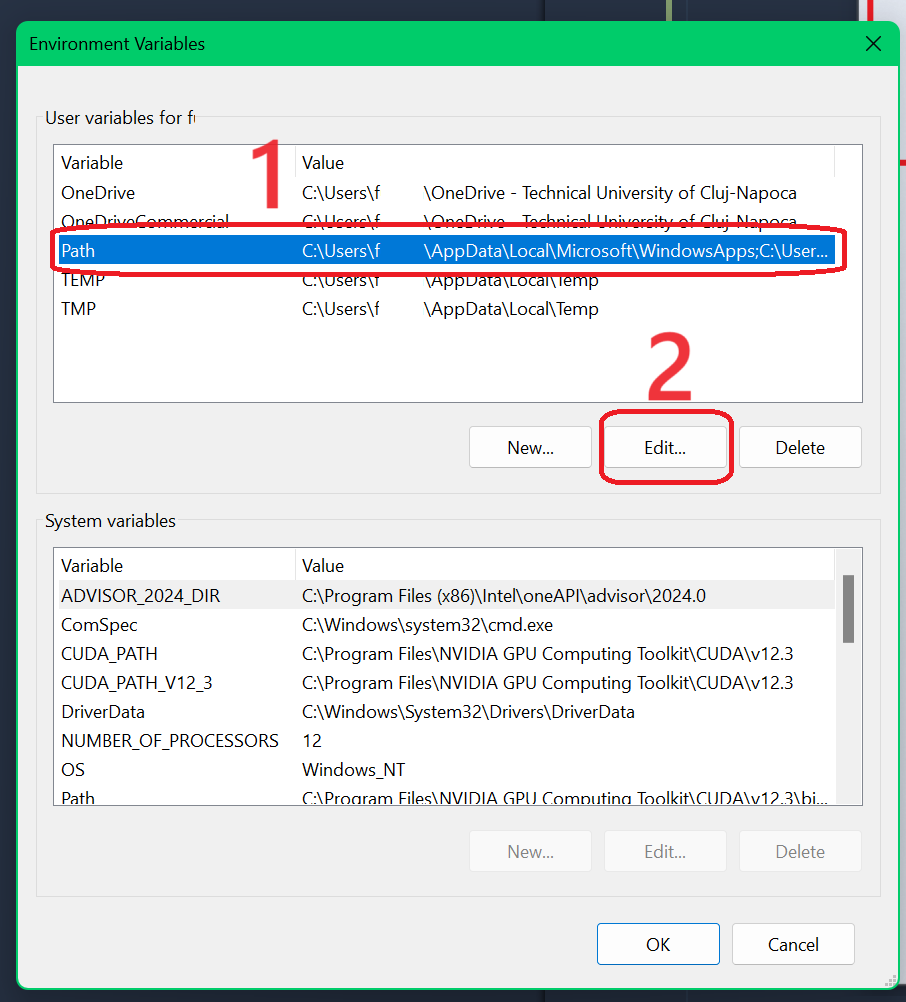 Environment Variables
User variables for f
1
Variable Value
OneDrive C:\Users\f \OneDrive - Technical University of Cluj-Napoca
OneDriveCommercial C:\Users\f \OneDrive - Technical University of Cluj-Napoca
Path C:\Users\f \AppData\Local\Microsoft\WindowsApps;C:\User...
TEMP C:\Users\f \AppData\Local\Temp
TMP C:\Users\f \AppData\Local\Temp
2
New... Edit... Delete
System variables
Variable Value
ADVISOR_2024_DIR C:\Program Files (x86)\Intel\oneAPI\advisor\2024.0
ComSpec C:\Windows\system32\cmd.exe
CUDA_PATH C:\Program Files\NVIDIA GPU Computing Toolkit\CUDA\v12.3
CUDA_PATH_V12_3 C:\Program Files\NVIDIA GPU Computing Toolkit\CUDA\v12.3
DriverData C:\Windows\System32\Drivers\DriverData
NUMBER_OF_PROCESSORS 12
OS Windows_NT
Path C:\Program Files\NVIDIA GPU Computing Toolkit\CUDA\v12.3\bi...
New... Edit... Delete
OK Cancel